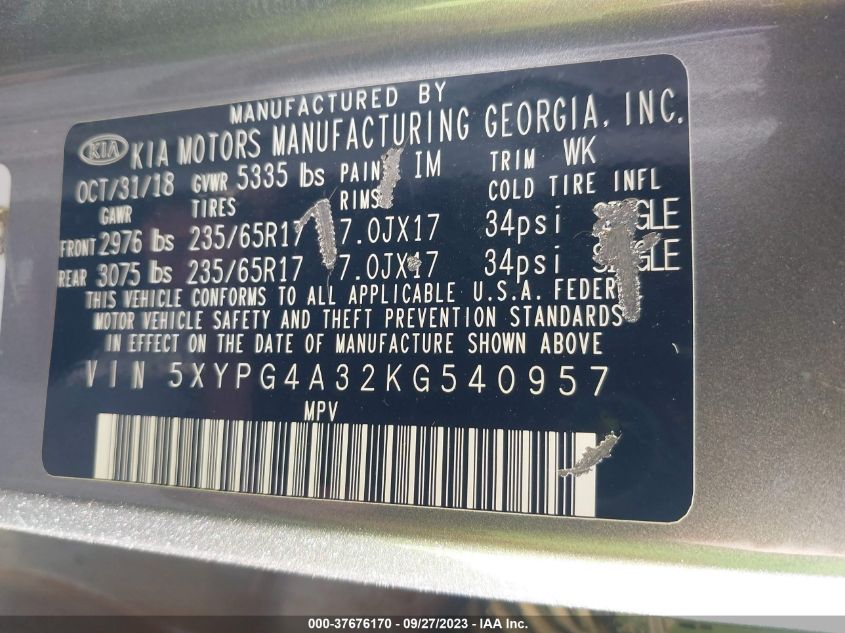 MANUFACTURED BY
KIA KIA MOTORS MANUFACTURING GEORGIA, INC.
OCT/31/18 GVWR 5335 lbs IM TRIM WK
GAWR TIRES RIMS COLD TIRE INFL
FRONT 2976 lbs 235/65R17 7.0JX17 34psi
REAR 3075 lbs 235/65R17 7.0JX17 34psi
THIS VEHICLE CONFORMS TO ALL APPLICABLE U.S.A.
MOTOR VEHICLE SAFETY AND THEFT PREVENTION STANDARDS
IN EFFECT ON THE DATE OF MANUFACTURE SHOWN ABOVE
VIN 5XYPG4A32KG540957
MPV
000-37676170 - 09/27/2023 - IAA Inc.